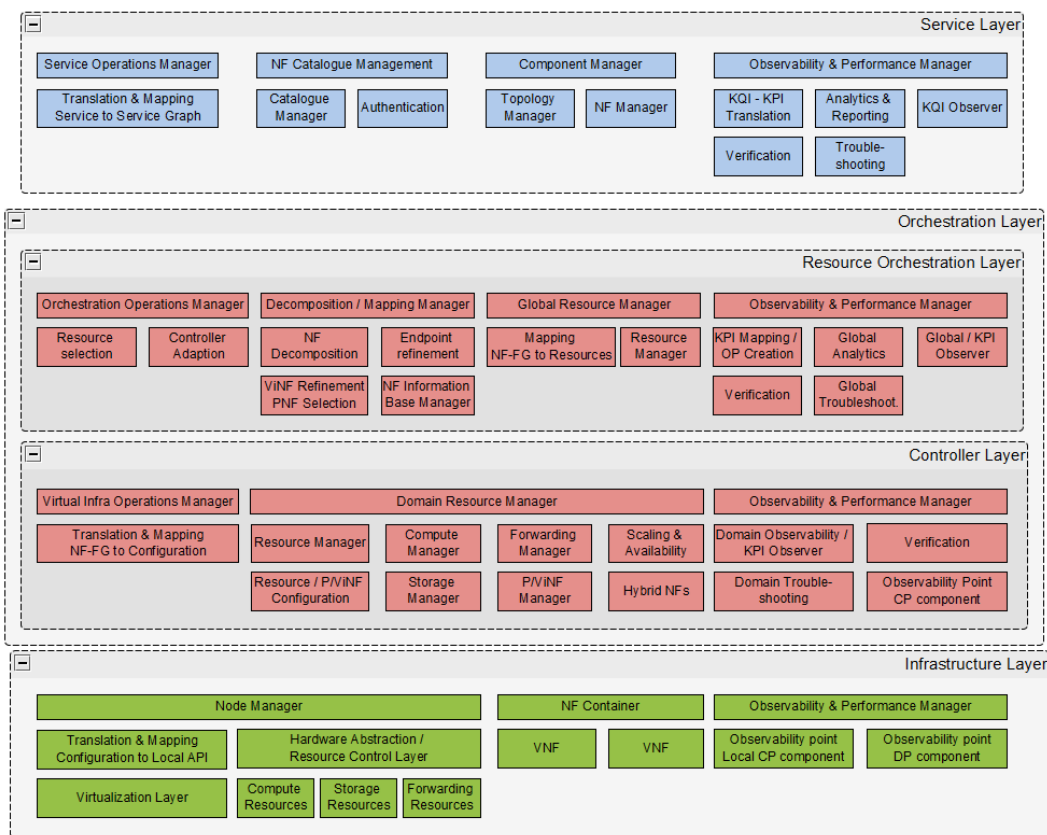 Service Layer
Service Operations Manager
NF Catalogue Management
Component Manager
Observability & Performance Manager
Translation & Mapping
Service to Service Graph
Catalogue
Manager
Authentication
Topology
Manager
NF Manager
KQI - KPI
Translation
Analytics &
Reporting
KQI Observer
Verification
Trouble-
shooting
Orchestration Layer
Resource Orchestration Layer
Orchestration Operations Manager
Decomposition / Mapping Manager
Global Resource Manager
Observability & Performance Manager
Resource
selection
Controller
Adaption
NF
Decomposition
Endpoint
refinement
Mapping
NF-FG to Resources
Resource
Manager
KPI Mapping /
OP Creation
Global
Analytics
Global / KPI
Observer
ViNF Refinement
PNF Selection
NF Information
Base Manager
Verification
Global
Troubleshoot.
Controller Layer
Virtual Infra Operations Manager
Domain Resource Manager
Observability & Performance Manager
Translation & Mapping
NF-FG to Configuration
Resource Manager
Compute
Manager
Forwarding
Manager
Scaling &
Availability
Domain Observability /
KPI Observer
Verification
Resource / P/ViNF
Configuration
Storage
Manager
P/ViNF
Manager
Hybrid NFs
Domain Trouble-
shooting
Observability Point
CP component
Infrastructure Layer
Node Manager
NF Container
Observability & Performance Manager
Translation & Mapping
Configuration to Local API
Hardware Abstraction /
Resource Control Layer
VNF
VNF
Observability point
Local CP component
Observability point
DP component
Virtualization Layer
Compute
Resources
Storage
Resources
Forwarding
Resources